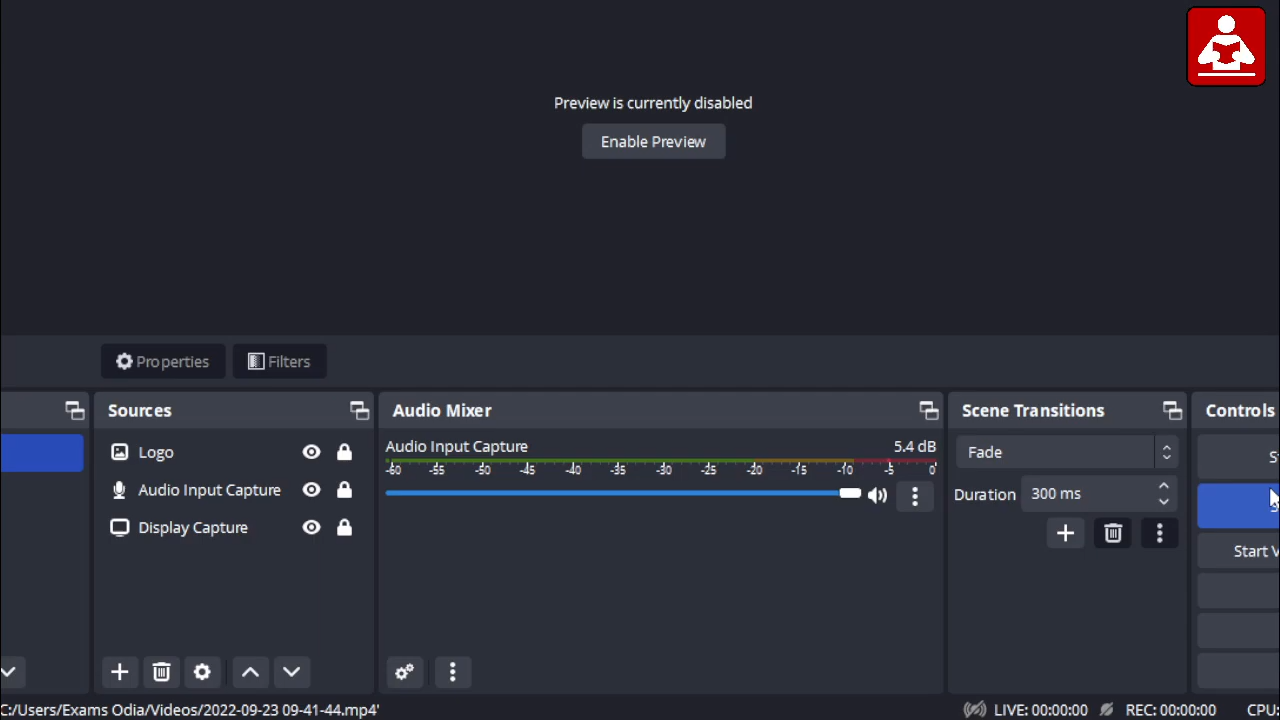 Preview is currently disabled
Enable Preview
Properties
Filters
Sources
Logo
Audio Input Capture
Display Capture
Audio Mixer
Audio Input Capture
5.4 dB
-60 -55 -50 -45 -40 -35 -30 -25 -20 -15 -10 -5 0
Scene Transitions
Fade
Duration 300 ms
Controls
Start V
C:/Users/Exams Odia/Videos/2022-09-23 09-41-44.mp4'
LIVE: 00:00:00
REC: 00:00:00
CPU: